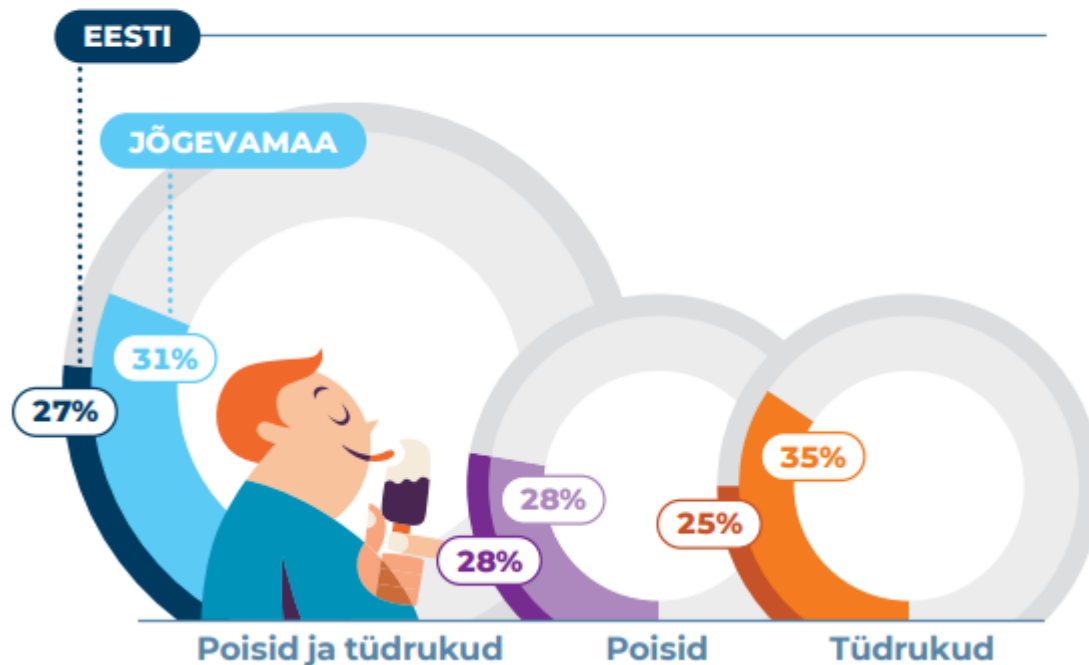 EESTI
JÕGEVAMAA
31%
27%
28%
28%
35%
25%
Poisid ja tüdrukud
Poisid
Tüdrukud